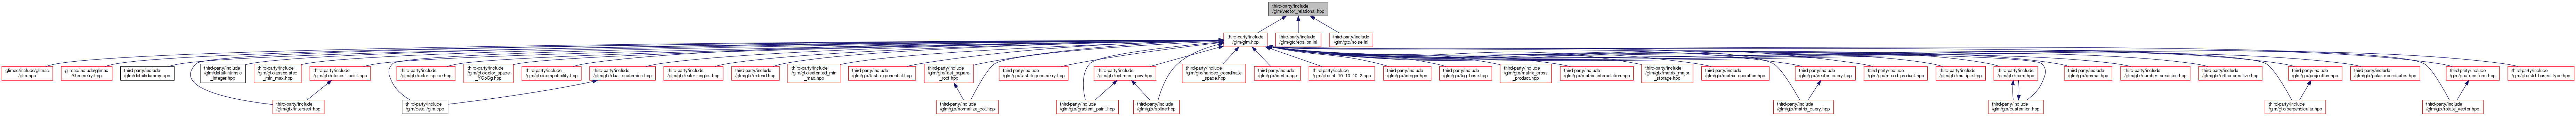 third-party/include
/glm/vector_relational.hpp
third-party/include
/glm/glm.hpp
third-party/include
/glm/gtc/epsilon.inl
third-party/include
/glm/gtc/noise.inl
glimac/include/glimac
/glm.hpp
glimac/include/glimac
/Geometry.hpp
third-party/include
/glm/detail/dummy.cpp
third-party/include
/glm/detail/intrinsic
_integer.hpp
third-party/include
/glm/gtx/associated
_min_max.hpp
third-party/include
/glm/gtx/closest_point.hpp
third-party/include
/glm/gtx/color_space.hpp
third-party/include
/glm/gtx/color_space
_YCoCg.hpp
third-party/include
/glm/gtx/compatibility.hpp
third-party/include
/glm/gtx/dual_quaternion.hpp
third-party/include
/glm/gtx/euler_angles.hpp
third-party/include
/glm/gtx/extend.hpp
third-party/include
/glm/gtx/extented_min
_max.hpp
third-party/include
/glm/gtx/fast_exponential.hpp
third-party/include
/glm/gtx/fast_square
_root.hpp
third-party/include
/glm/gtx/fast_trigonometry.hpp
third-party/include
/glm/gtx/optimum_pow.hpp
third-party/include
/glm/gtx/handed_coordinate
_space.hpp
third-party/include
/glm/gtx/inertia.hpp
third-party/include
/glm/gtx/int_10_10_10_2.hpp
third-party/include
/glm/gtx/integer.hpp
third-party/include
/glm/gtx/log_base.hpp
third-party/include
/glm/gtx/matrix_cross
_product.hpp
third-party/include
/glm/gtx/matrix_interpolation.hpp
third-party/include
/glm/gtx/matrix_major
_storage.hpp
third-party/include
/glm/gtx/matrix_operation.hpp
third-party/include
/glm/gtx/vector_query.hpp
third-party/include
/glm/gtx/mixed_product.hpp
third-party/include
/glm/gtx/multiple.hpp
third-party/include
/glm/gtx/norm.hpp
third-party/include
/glm/gtx/normal.hpp
third-party/include
/glm/gtx/number_precision.hpp
third-party/include
/glm/gtx/orthonormalize.hpp
third-party/include
/glm/gtx/projection.hpp
third-party/include
/glm/gtx/polar_coordinates.hpp
third-party/include
/glm/gtx/transform.hpp
third-party/include
/glm/gtx/std_based_type.hpp
third-party/include
/glm/gtx/intersect.hpp
third-party/include
/glm/detail/glm.cpp
third-party/include
/glm/gtx/normalize_dot.hpp
third-party/include
/glm/gtx/gradient_paint.hpp
third-party/include
/glm/gtx/spline.hpp
third-party/include
/glm/gtx/matrix_query.hpp
third-party/include
/glm/gtx/quaternion.hpp
third-party/include
/glm/gtx/perpendicular.hpp
third-party/include
/glm/gtx/rotate_vector.hpp